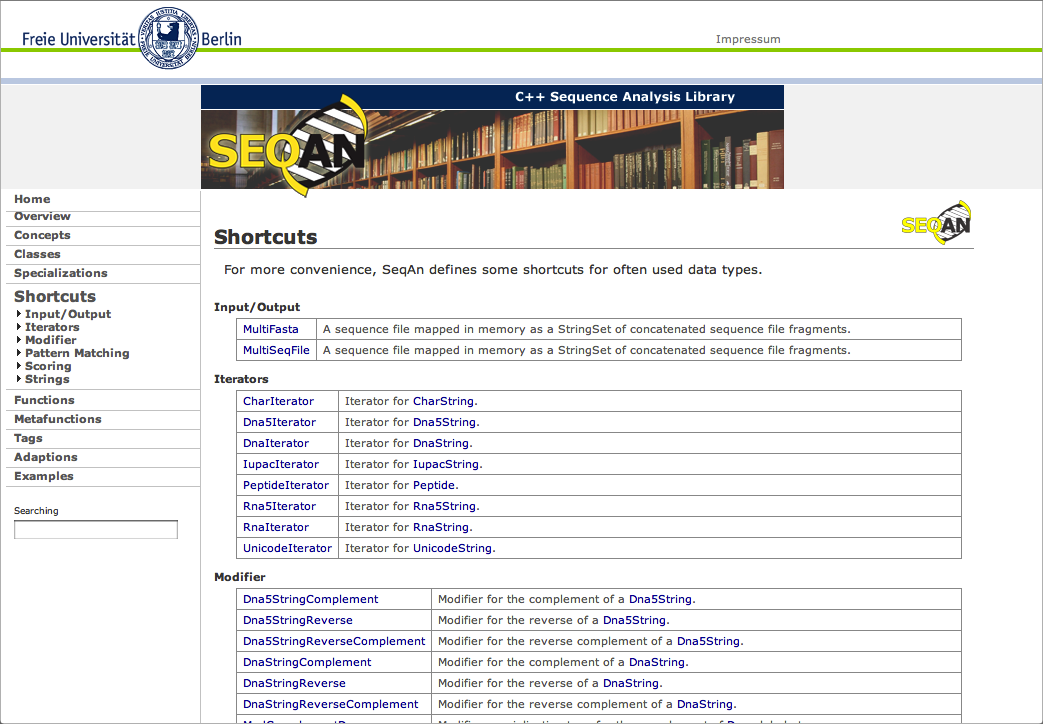 Freie Universität Berlin
Impressum
C++ Sequence Analysis Library
SEQAN
Home
Overview
Concepts
Classes
Specializations
Shortcuts
Input/Output
Iterators
Modifier
Pattern Matching
Scoring
Strings
Functions
Metafunctions
Tags
Adaptions
Examples
Searching
SEQAN
Shortcuts
For more convenience, SeqAn defines some shortcuts for often used data types.
Input/Output
MultiFasta A sequence file mapped in memory as a StringSet of concatenated sequence file fragments.
MultiSeqFile A sequence file mapped in memory as a StringSet of concatenated sequence file fragments.
Iterators
CharIterator Iterator for CharString.
Dna5Iterator Iterator for Dna5String.
DnaIterator Iterator for DnaString.
IupacIterator Iterator for IupacString.
PeptideIterator Iterator for Peptide.
Rna5Iterator Iterator for Rna5String.
RnaIterator Iterator for RnaString.
UnicodeIterator Iterator for UnicodeString.
Modifier
Dna5StringComplement Modifier for the complement of a Dna5String.
Dna5StringReverse Modifier for the reverse of a Dna5String.
Dna5StringReverseComplement Modifier for the reverse complement of a Dna5String.
DnaStringComplement Modifier for the complement of a DnaString.
DnaStringReverse Modifier for the reverse of a DnaString.
DnaStringReverseComplement Modifier for the reverse complement of a DnaString.